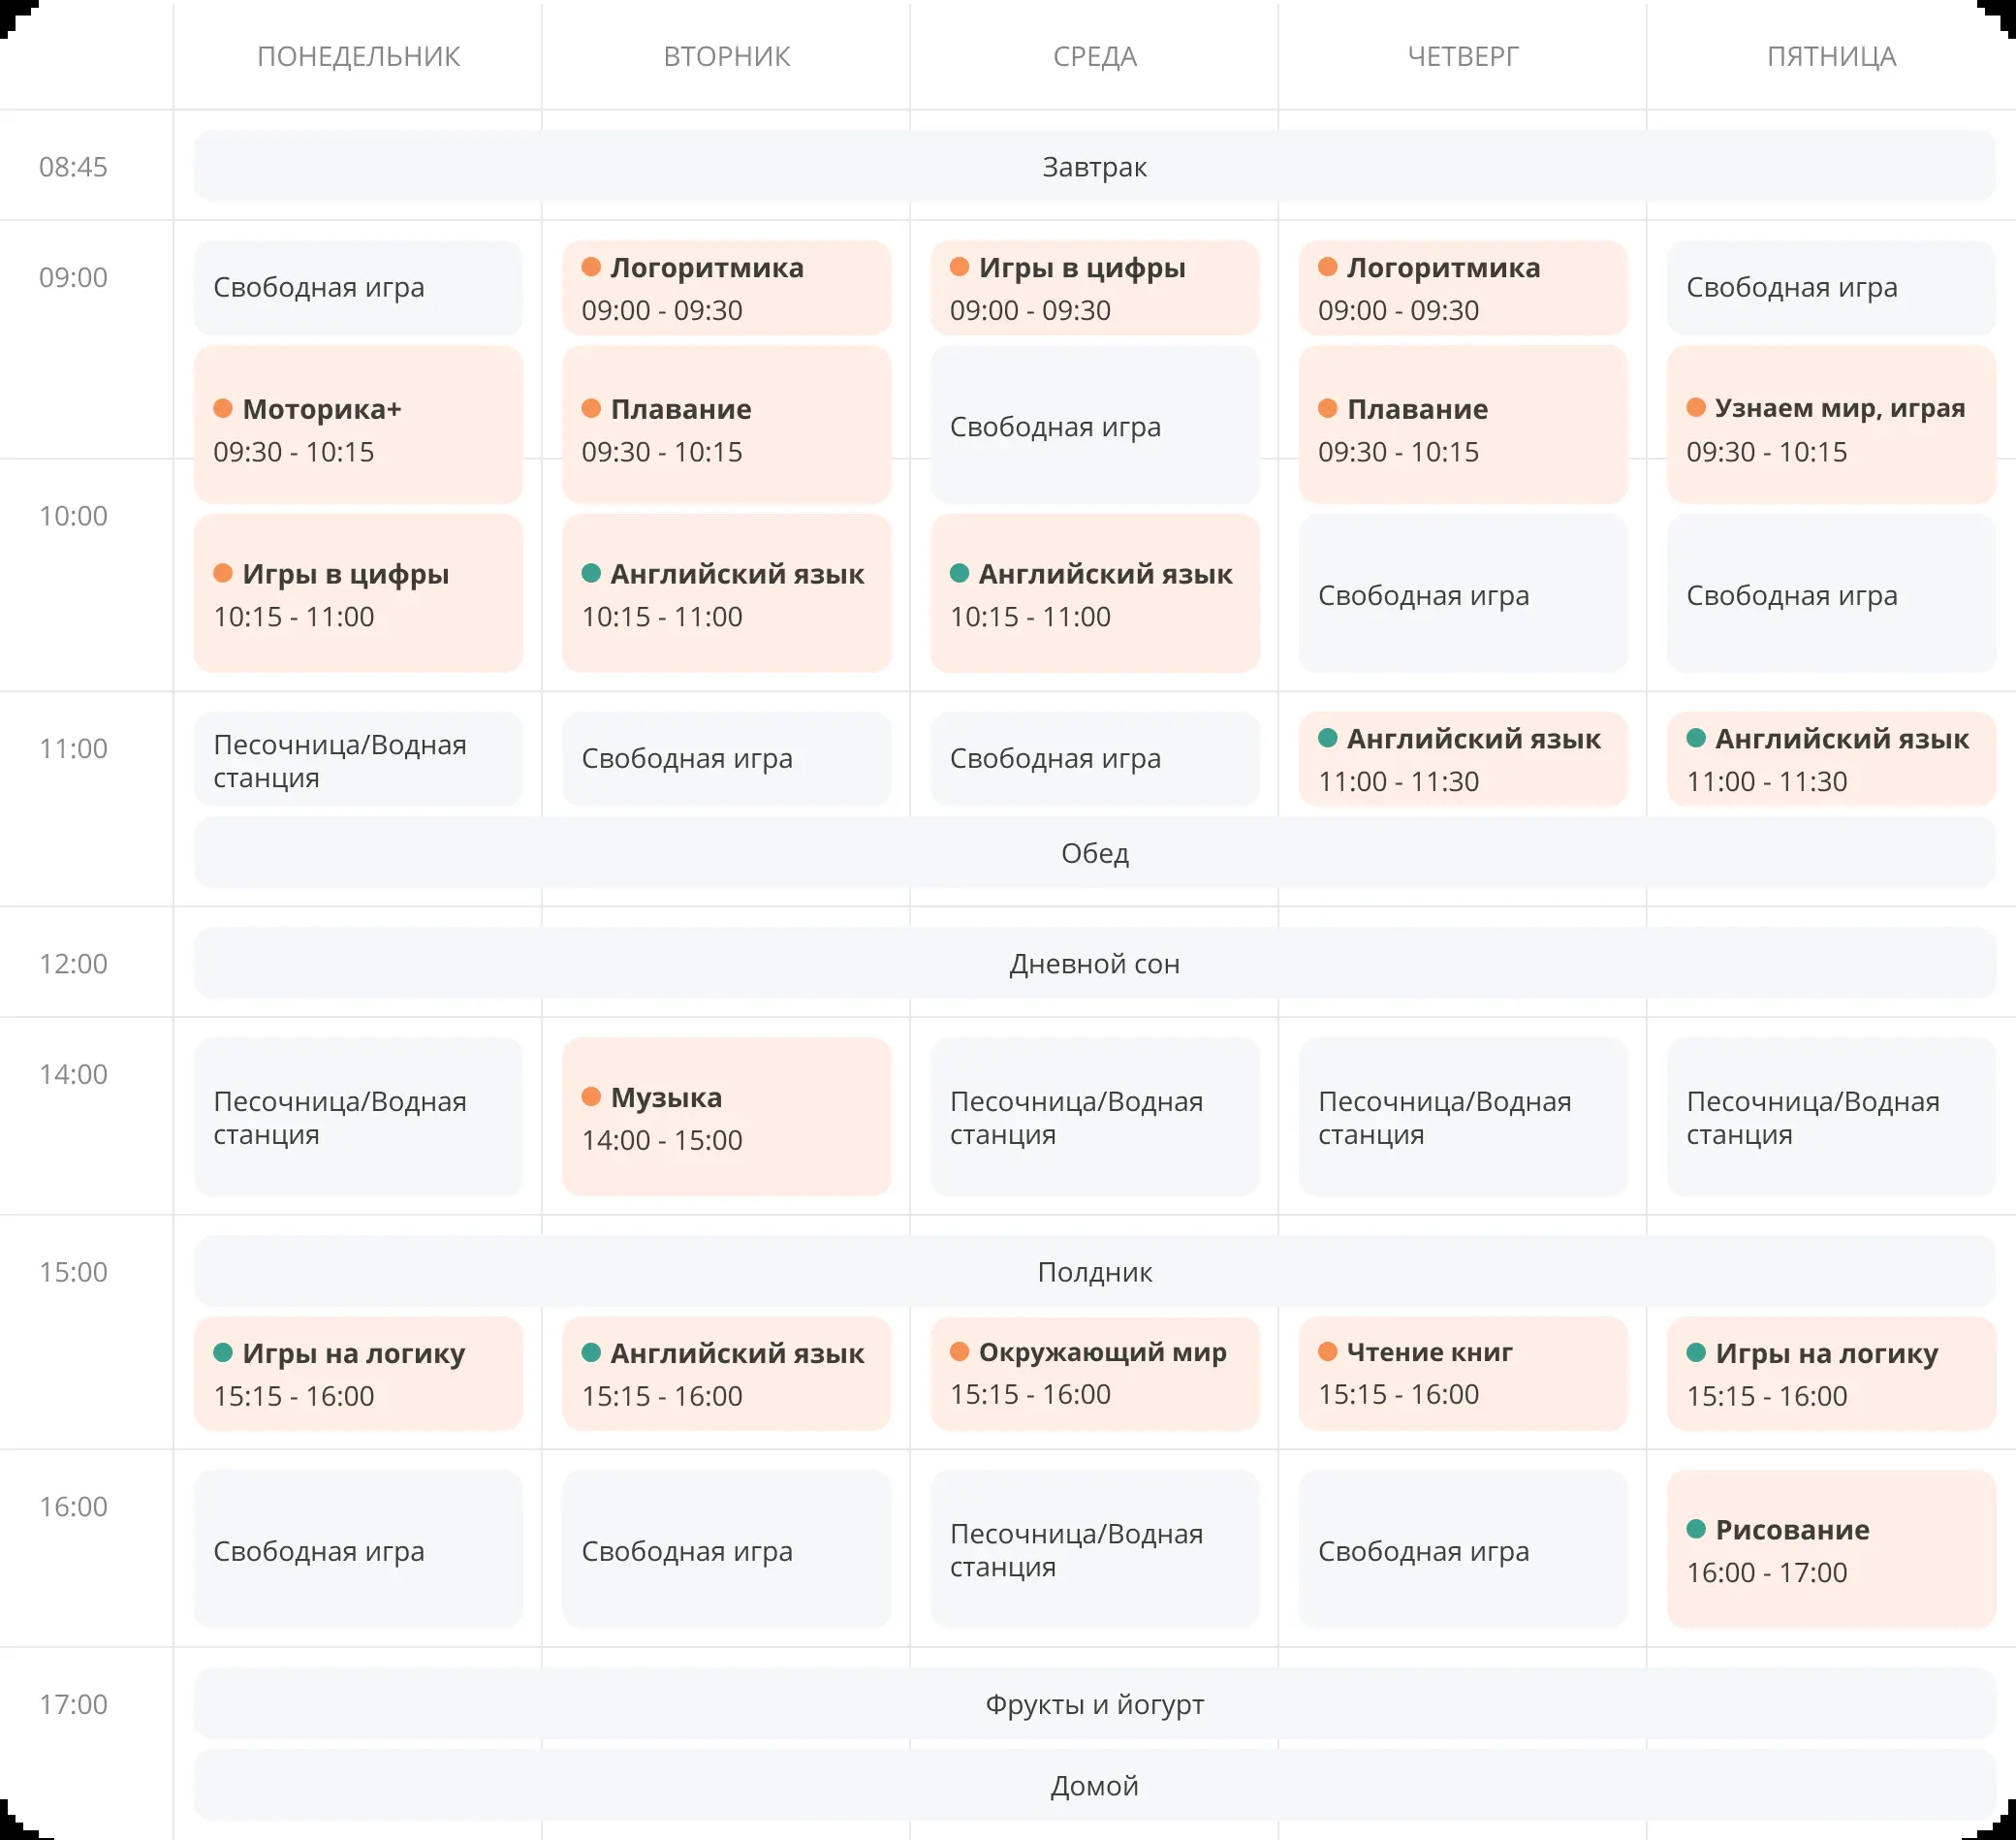 ПОНЕДЕЛЬНИК
ВТОРНИК
СРЕДА
ЧЕТВЕРГ
ПЯТНИЦА
08:45
Завтрак
09:00
Свободная игра
Логоритмика
09:00 - 09:30
Игры в цифры
09:00 - 09:30
Логоритмика
09:00 - 09:30
Свободная игра
Моторика+
09:30 - 10:15
Плавание
09:30 - 10:15
Свободная игра
Плавание
09:30 - 10:15
Узнаем мир, играя
09:30 - 10:15
10:00
Игры в цифры
10:15 - 11:00
Английский язык
10:15 - 11:00
Английский язык
10:15 - 11:00
Свободная игра
Свободная игра
11:00
Песочница/Водная
станция
Свободная игра
Свободная игра
Английский язык
11:00 - 11:30
Английский язык
11:00 - 11:30
Обед
12:00
Дневной сон
14:00
Песочница/Водная
станция
Музыка
14:00 - 15:00
Песочница/Водная
станция
Песочница/Водная
станция
Песочница/Водная
станция
15:00
Полдник
Игры на логику
15:15 - 16:00
Английский язык
15:15 - 16:00
Окружающий мир
15:15 - 16:00
Чтение книг
15:15 - 16:00
Игры на логику
15:15 - 16:00
16:00
Свободная игра
Свободная игра
Песочница/Водная
станция
Свободная игра
Рисование
16:00 - 17:00
17:00
Фрукты и йогурт
Домой